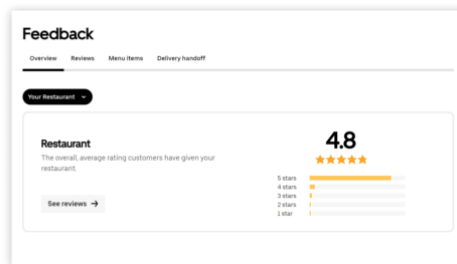 Feedback
Overview Reviews Menu items Delivery handoff
Your Restaurant
Restaurant
The overall, average rating customers have given your
restaurant.
See reviews →
4.8
5 stars
4 stars
3 stars
2 stars
1 star